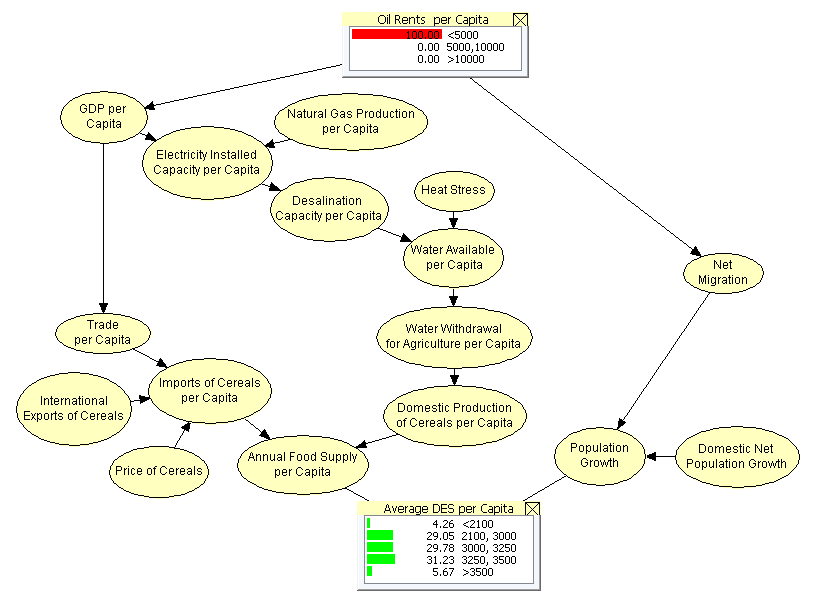 Oil Rents per Capita
100.00 <5000
0.00 5000,10000
0.00 >10000
GDP per
Capita
Natural Gas Production
per Capita
Electricity Installed
Capacity per Capita
Desalination
Capacity per Capita
Heat Stress
Water Available
per Capita
Net
Migration
Trade
per Capita
Water Withdrawal
for Agriculture per Capita
Imports of Cereals
per Capita
International
Exports of Cereals
Domestic Production
of Cereals per Capita
Price of Cereals
Annual Food Supply
per Capita
Population
Growth
Domestic Net
Population Growth
Average DES per Capita
4.26 <2100
29.05 2100, 3000
29.78 3000, 3250
31.23 3250, 3500
5.67 >3500